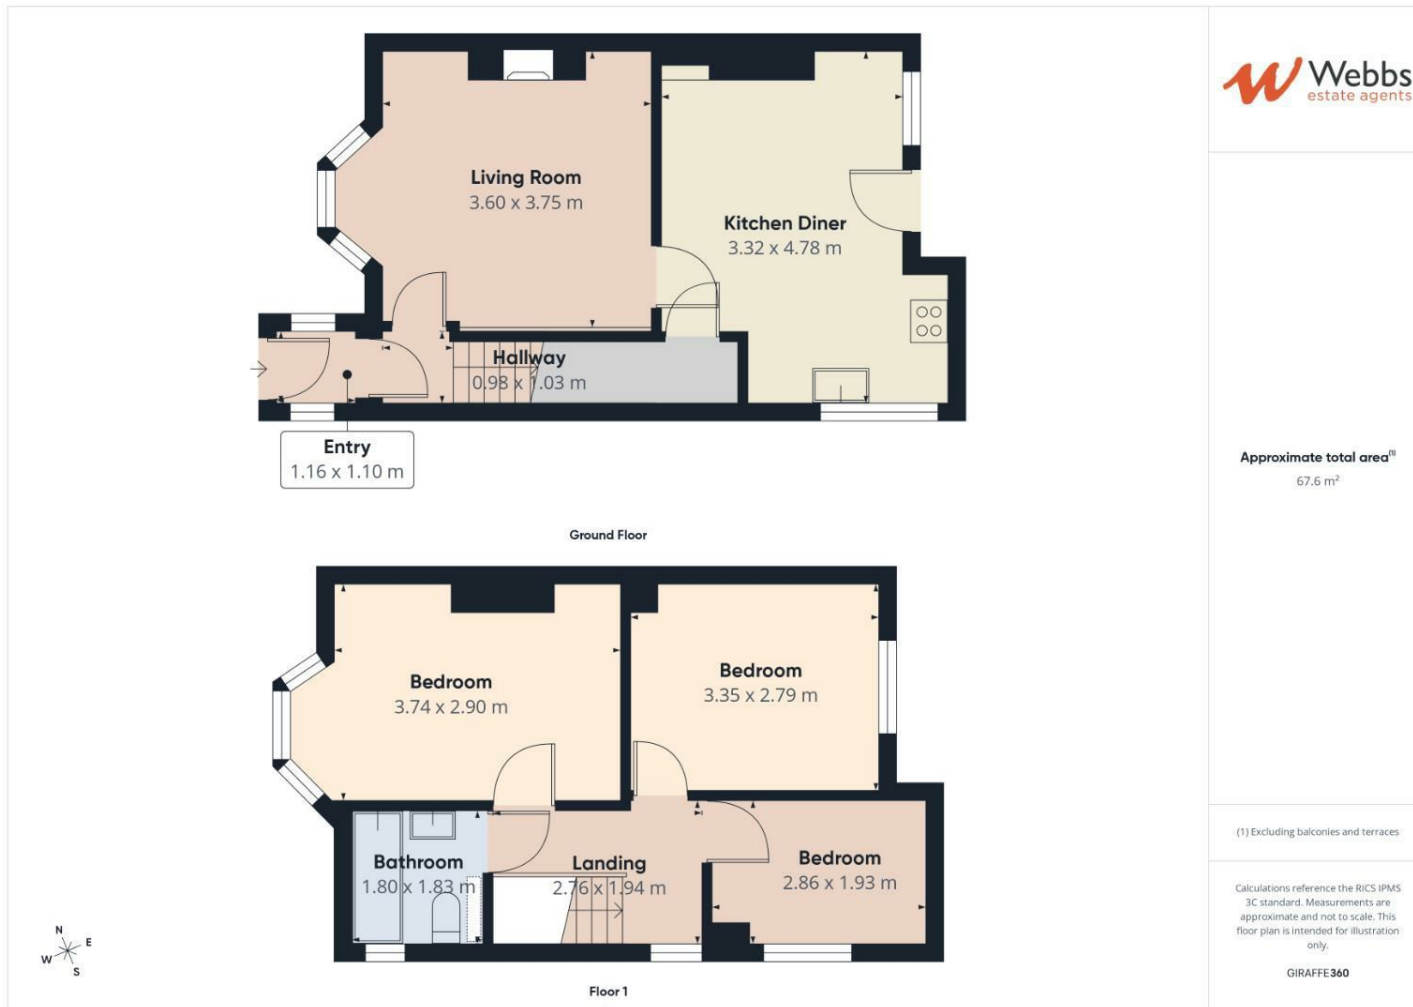 Webbs
estate agents
Living Room
3.60 x 3.75 m
Kitchen Diner
3.32 x 4.78 m
Hallway
0.98 x 1.03 m
Entry
1.16 x 1.10 m
Ground Floor
Approximate total area(1)
67.6 m²
Bedroom
3.74 x 2.90 m
Bedroom
3.35 x 2.79 m
Bathroom
1.80 x 1.83 m
Landing
2.76 x 1.94 m
Bedroom
2.86 x 1.93 m
Floor 1
N
E
W
S
(1) Excluding balconies and terraces
Calculations reference the RICS IPMS
3C standard. Measurements are
approximate and not to scale. This
floor plan is intended for illustration
only.
GIRAFFE360